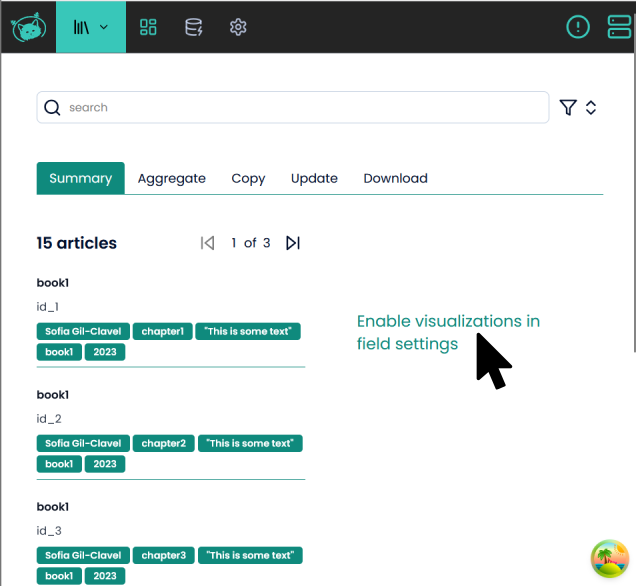 search
Summary Aggregate Copy Update Download
15 articles 1 of 3
book1
id_1
Sofia Gil-Clavel chapter1 "This is some text"
book1 2023
book1
id_2
Sofia Gil-Clavel chapter2 "This is some text"
book1 2023
book1
id_3
Sofia Gil-Clavel chapter3 "This is some text"
book1 2023
Enable visualizations in
field settings